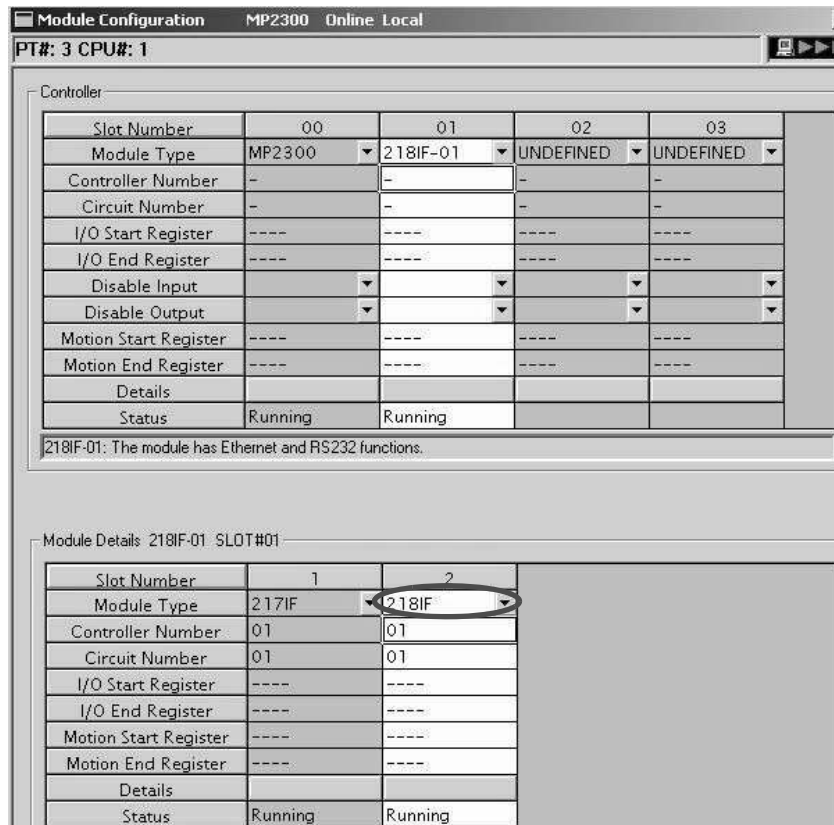 Module Configuration MP2300 Online Local
PT#: 3 CPU#: 1
Controller
Slot Number 00 01 02 03
Module Type MP2300 218IF-01 UNDEFINED UNDEFINED
Controller Number - - - -
Circuit Number - - - -
I/O Start Register ---- ---- ---- ----
I/O End Register ---- ---- ---- ----
Disable Input
Disable Output
Motion Start Register ---- ---- ---- ----
Motion End Register ---- ---- ---- ----
Details
Status Running Running
218IF-01: The module has Ethernet and RS232 functions.
Module Details 218IF-01 SLOT#01
Slot Number 1 2
Module Type 217IF 218IF
Controller Number 01 01
Circuit Number 01 01
I/O Start Register ---- ----
I/O End Register ---- ----
Motion Start Register ---- ----
Motion End Register ---- ----
Details
Status Running Running